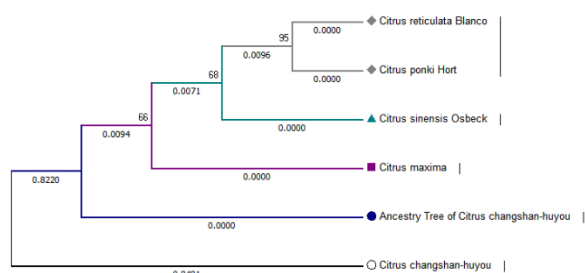 Citrus reticulata Blanco
0.0000
95
0.0096
Citrus ponki Hort
0.0000
68
0.0071
Citrus sinensis Osbeck
0.0000
66
0.0094
Citrus maxima
0.0000
0.8220
Ancestry Tree of Citrus changshan-huyou
0.0000
Citrus changshan-huyou